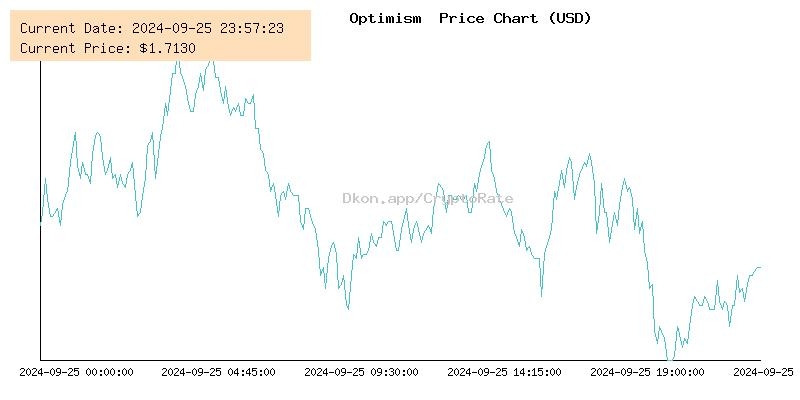 Optimism  Price Chart (USD)
Current Date: 2024-09-25 23:57:23
Current Price: $1.7130
Dkon.app/CryptoRate
2024-09-25 00:00:00 2024-09-25 04:45:00 2024-09-25 09:30:00 2024-09-25 14:15:00 2024-09-25 19:00:00 2024-09-25